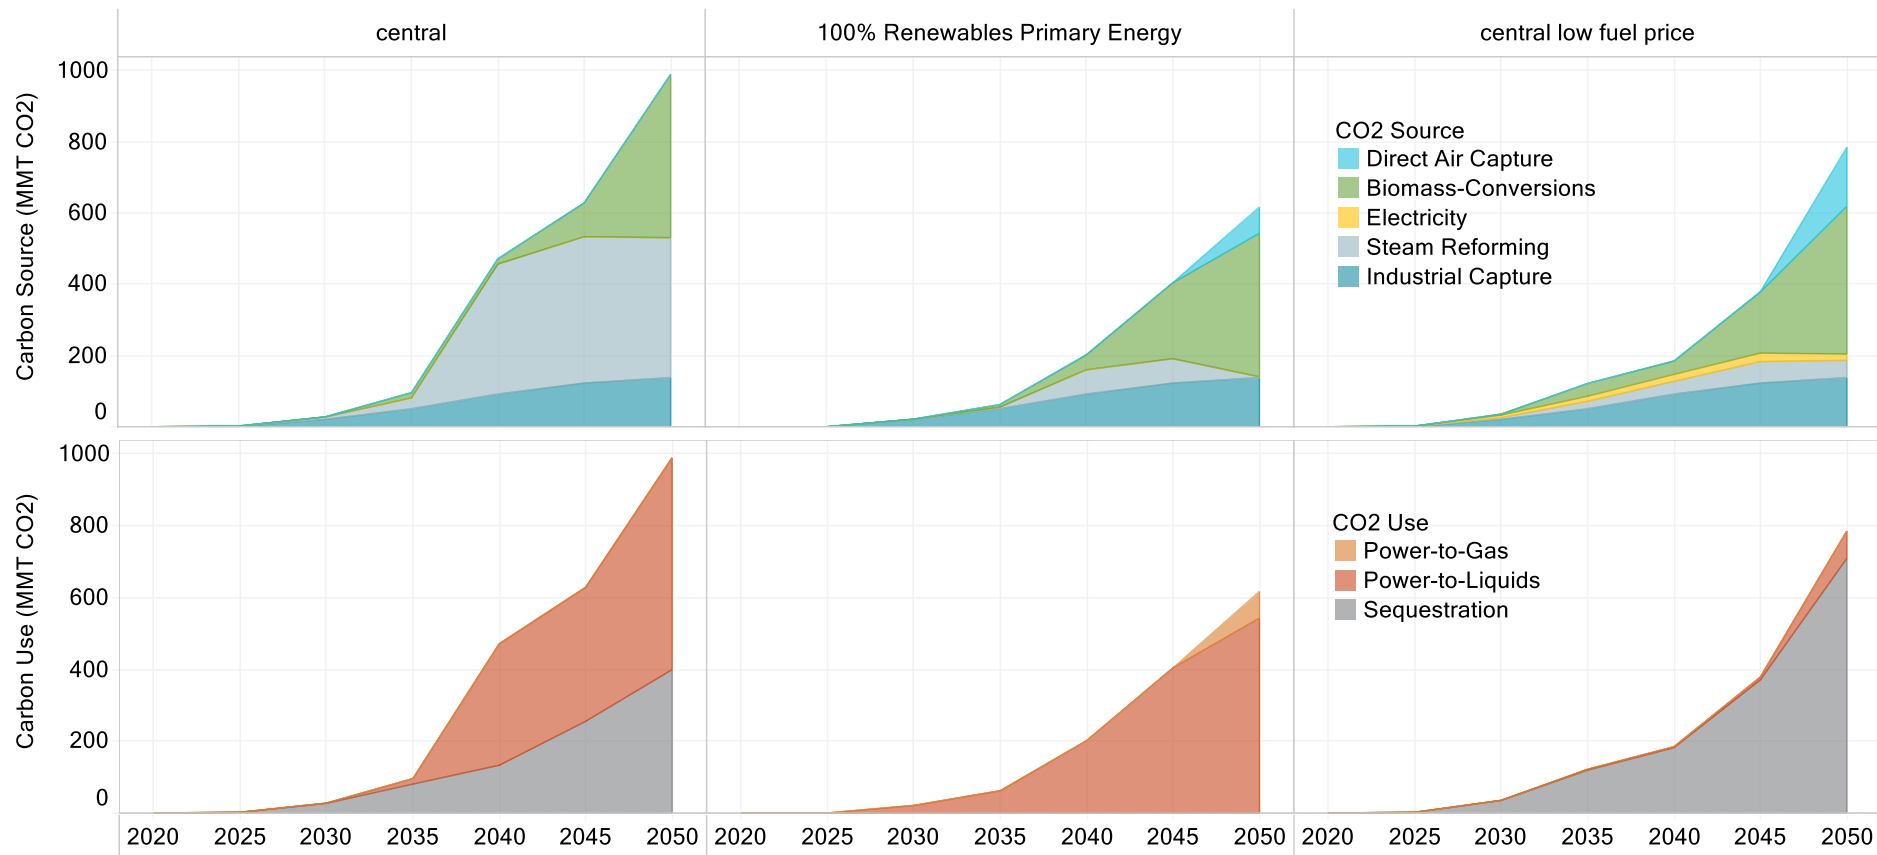 central
100% Renewables Primary Energy
central low fuel price
Carbon Source (MMT CO2)
1000
800
600
400
200
0
CO2 Source
Direct Air Capture
Biomass-Conversions
Electricity
Steam Reforming
Industrial Capture
Carbon Use (MMT CO2)
1000
800
600
400
200
0
CO2 Use
Power-to-Gas
Power-to-Liquids
Sequestration
2020 2025 2030 2035 2040 2045 2050 2020 2025 2030 2035 2040 2045 2050 2020 2025 2030 2035 2040 2045 2050